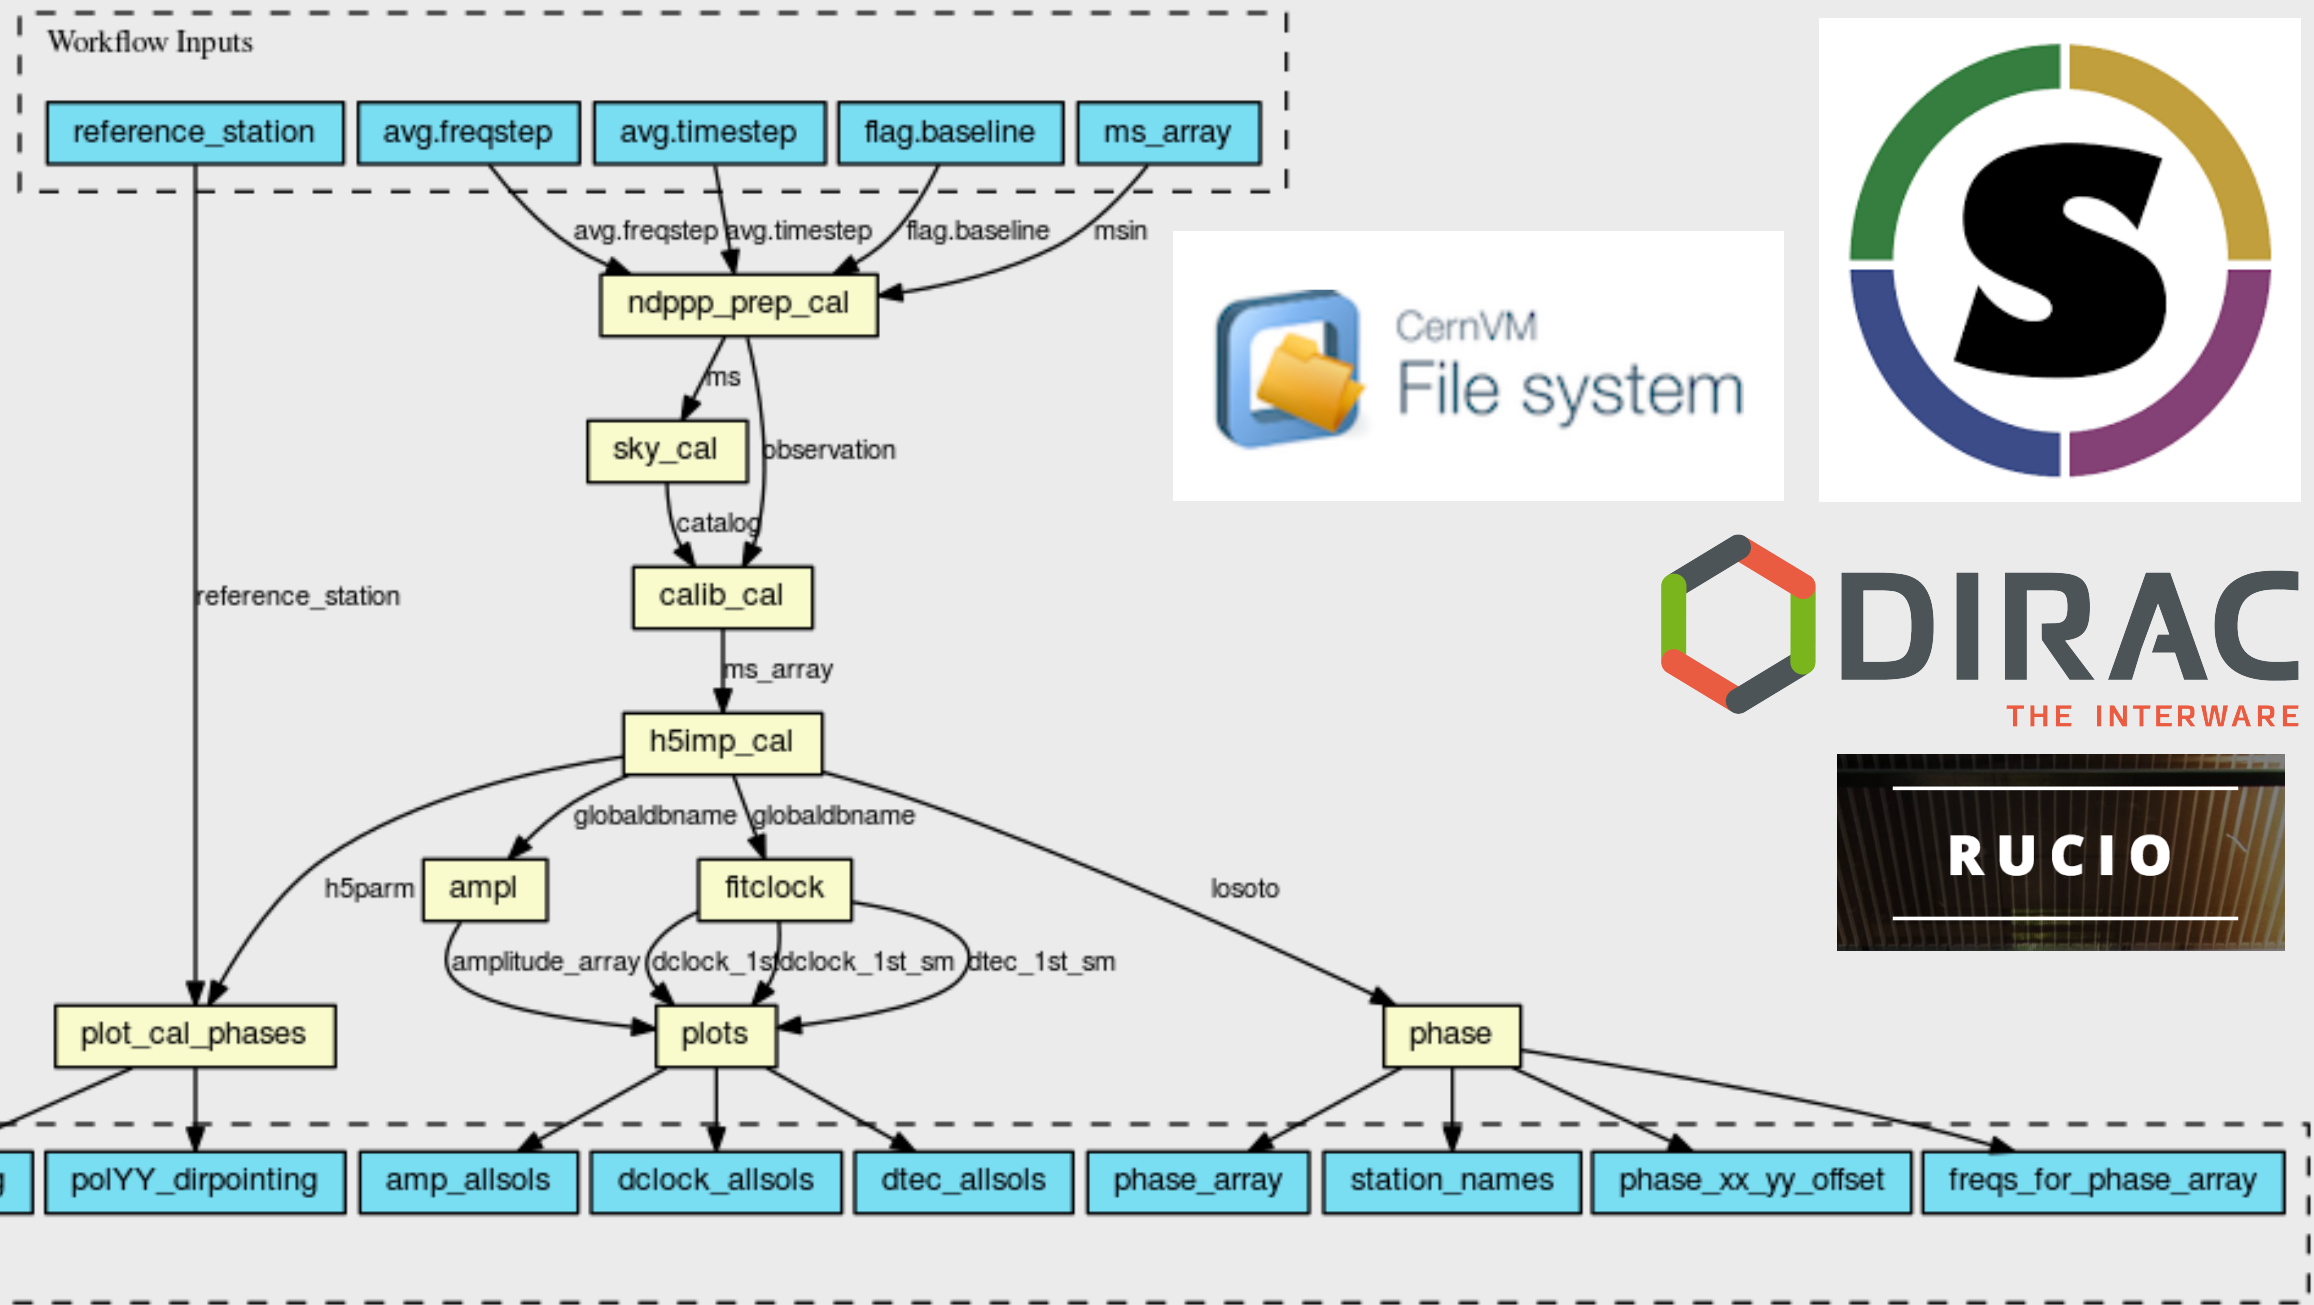 Workflow Inputs
reference_station
avg.freqstep
avg.timestep
flag.baseline
ms_array
avg.freqstep
avg.timestep
flag.baseline
msin
ndppp_prep_cal
ms
sky_cal
observation
catalog
calib_cal
reference_station
ms_array
h5imp_cal
globaldbname
globaldbname
h5parm
ampl
fitclock
losoto
amplitude_array
dclock_1st
dclock_1st_sm
dtec_1st_sm
plot_cal_phases
plots
phase
g
polYY_dirpointing
amp_allsols
dclock_allsols
dtec_allsols
phase_array
station_names
phase_xx_yy_offset
freqs_for_phase_array
CernVM
File system
S
DIRAC
THE INTERWARE
RUCIO